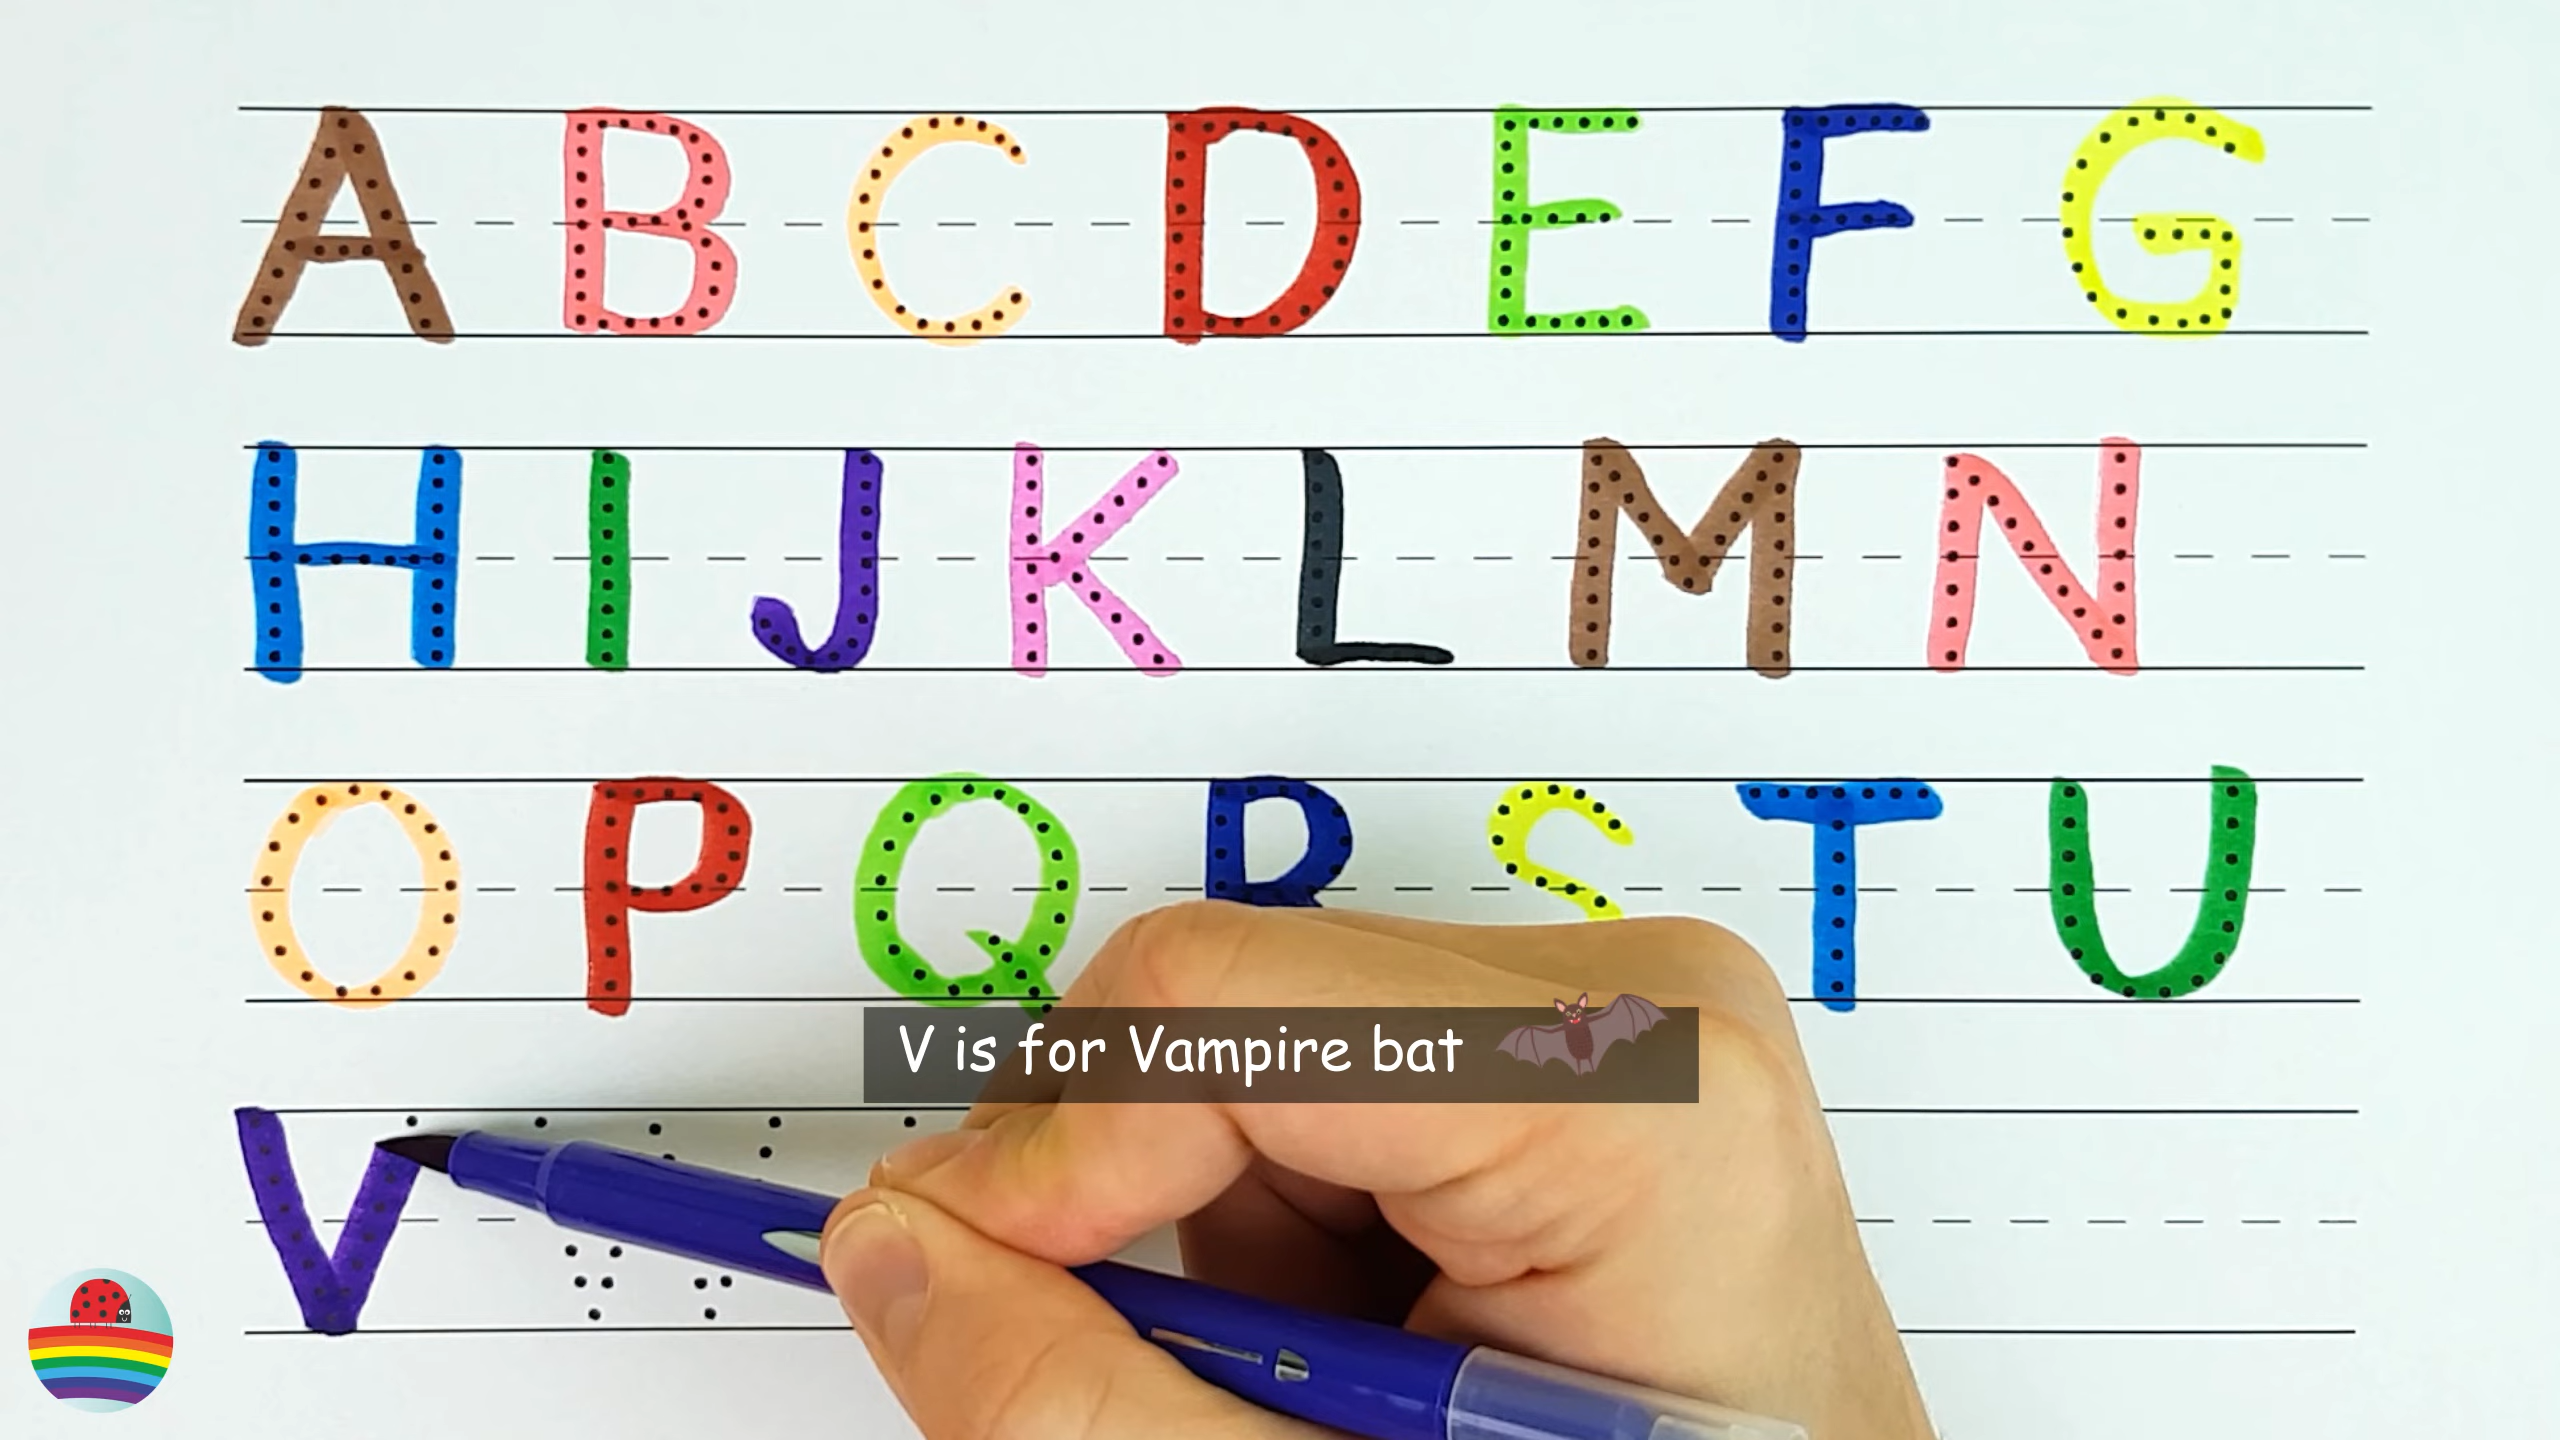 A B C D E F G
H I J K L M N
O P Q R S T U
V is for Vampire bat
V